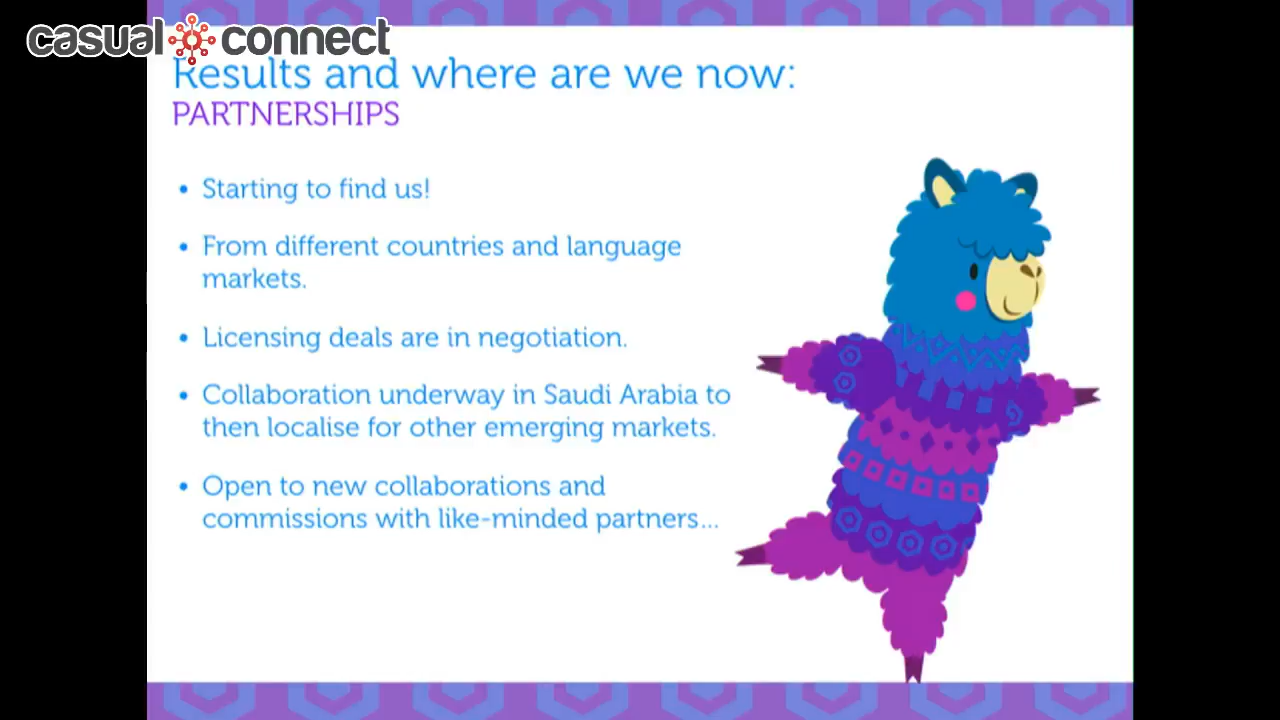 casual connect
Results and where are we now:
PARTNERSHIPS
• Starting to find us!
• From different countries and language
markets.
• Licensing deals are in negotiation.
• Collaboration underway in Saudi Arabia to
then localise for other emerging markets.
• Open to new collaborations and
commissions with like-minded partners...